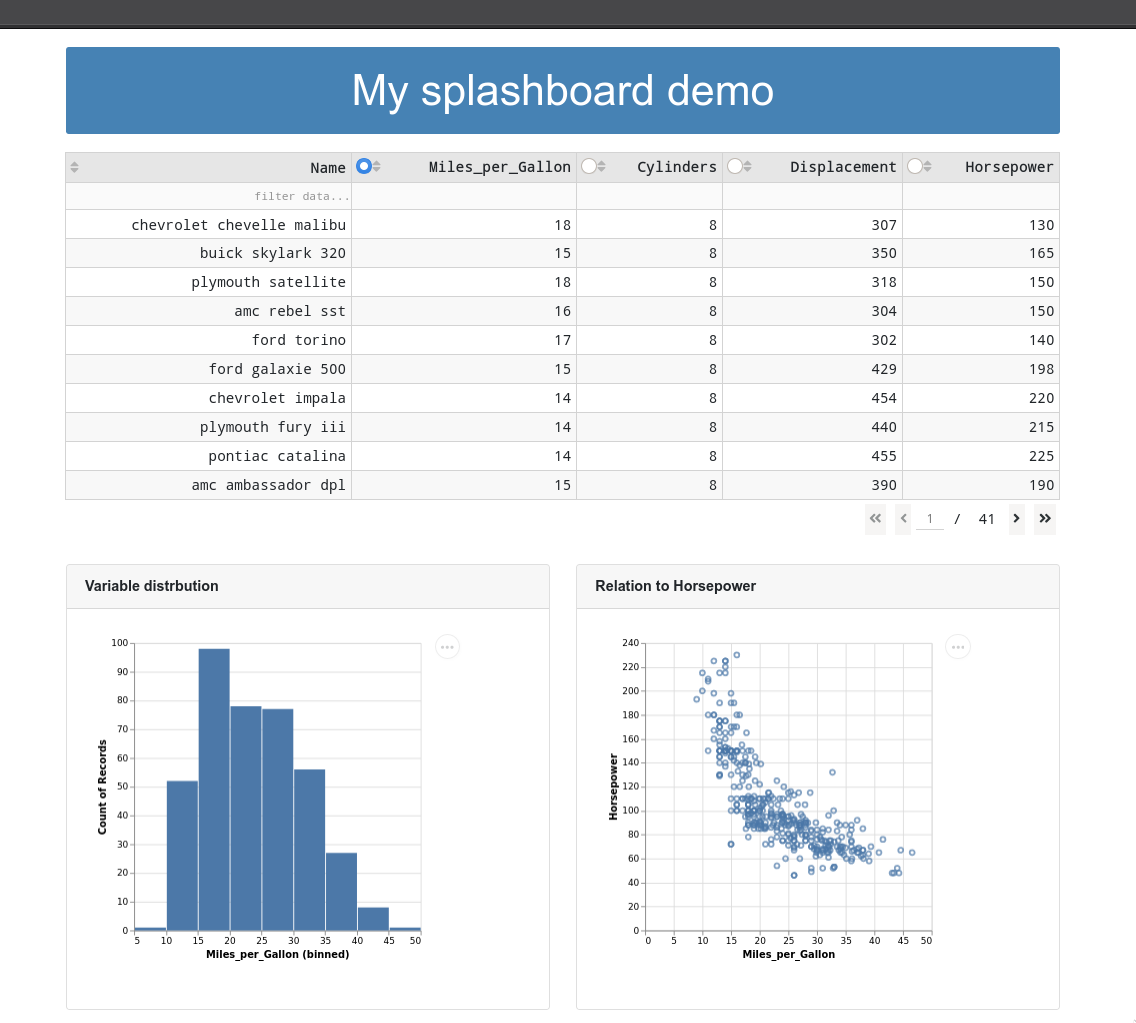 My splashboard demo
Name Miles_per_Gallon Cylinders Displacement Horsepower
filter data...
chevrolet chevelle malibu 18 8 307 130
buick skylark 320 15 8 350 165
plymouth satellite 18 8 318 150
amc rebel sst 16 8 304 150
ford torino 17 8 302 140
ford galaxie 500 15 8 429 198
chevrolet impala 14 8 454 220
plymouth fury iii 14 8 440 215
pontiac catalina 14 8 455 225
amc ambassador dpl 15 8 390 190
1 / 41
Variable distrbution
100
90
80
70
60
50
40
30
20
10
0
Count of Records
5 10 15 20 25 30 35 40 45 50
Miles_per_Gallon (binned)
Relation to Horsepower
240
220
200
180
160
140
120
100
80
60
40
20
0
Horsepower
0 5 10 15 20 25 30 35 40 45 50
Miles_per_Gallon